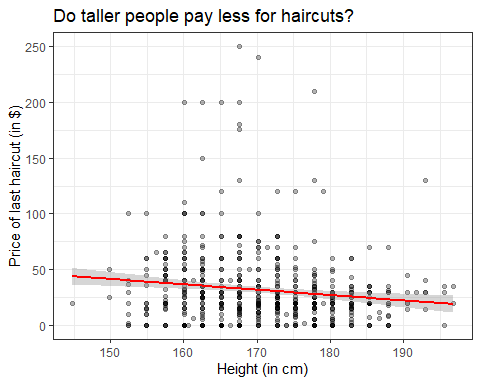 Do taller people pay less for haircuts?
250
200
150
100
50
0
Price of last haircut (in $)
150 160 170 180 190
Height (in cm)